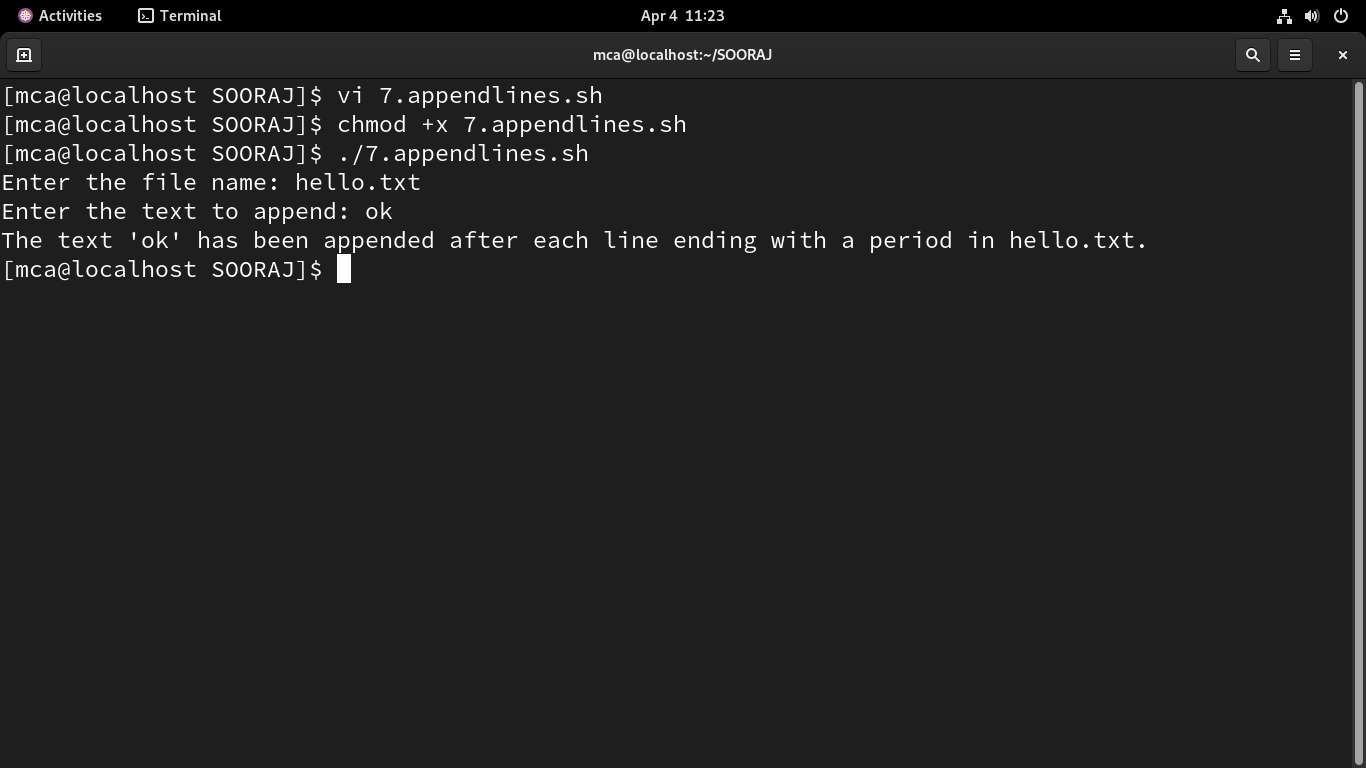 Activities Terminal Apr 4 11:23
mca@localhost:~/SOORAJ
[mca@localhost SOORAJ]$ vi 7.appendlines.sh
[mca@localhost SOORAJ]$ chmod +x 7.appendlines.sh
[mca@localhost SOORAJ]$ ./7.appendlines.sh
Enter the file name: hello.txt
Enter the text to append: ok
The text 'ok' has been appended after each line ending with a period in hello.txt.
[mca@localhost SOORAJ]$